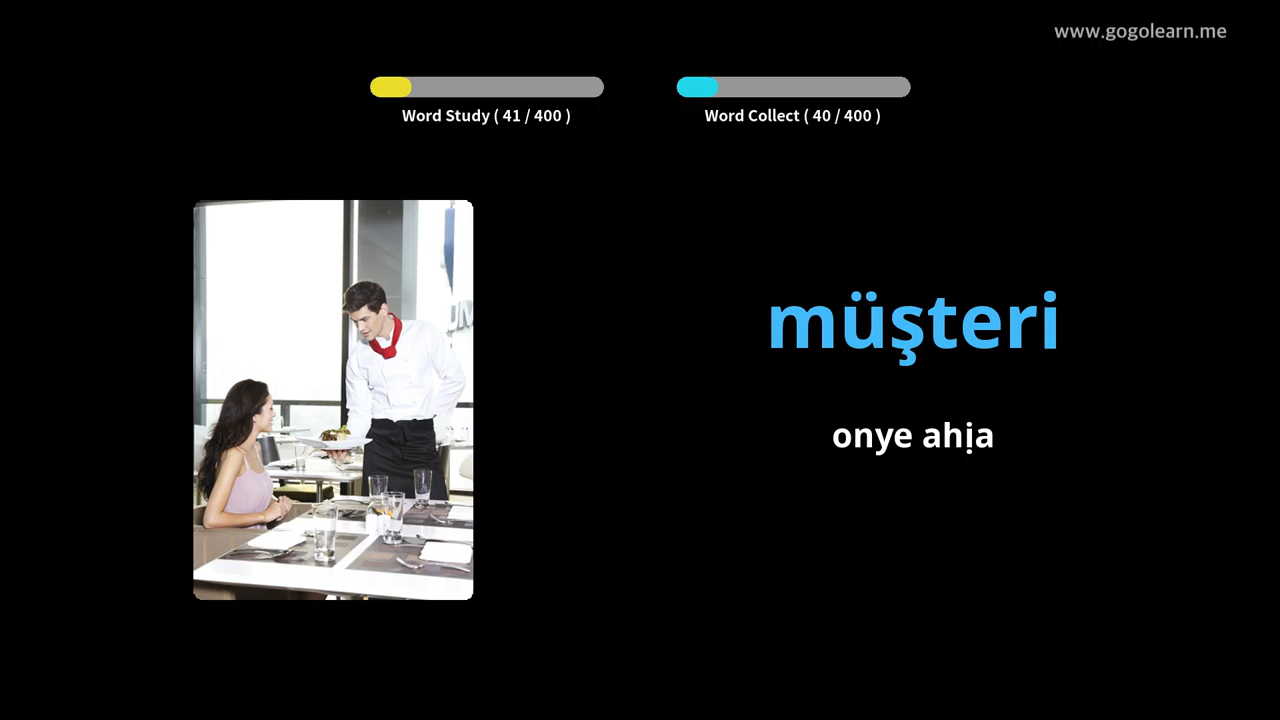 www.gogolearn.me
Word Study ( 41 / 400 )
Word Collect ( 40 / 400 )
müşteri
onye ahịa